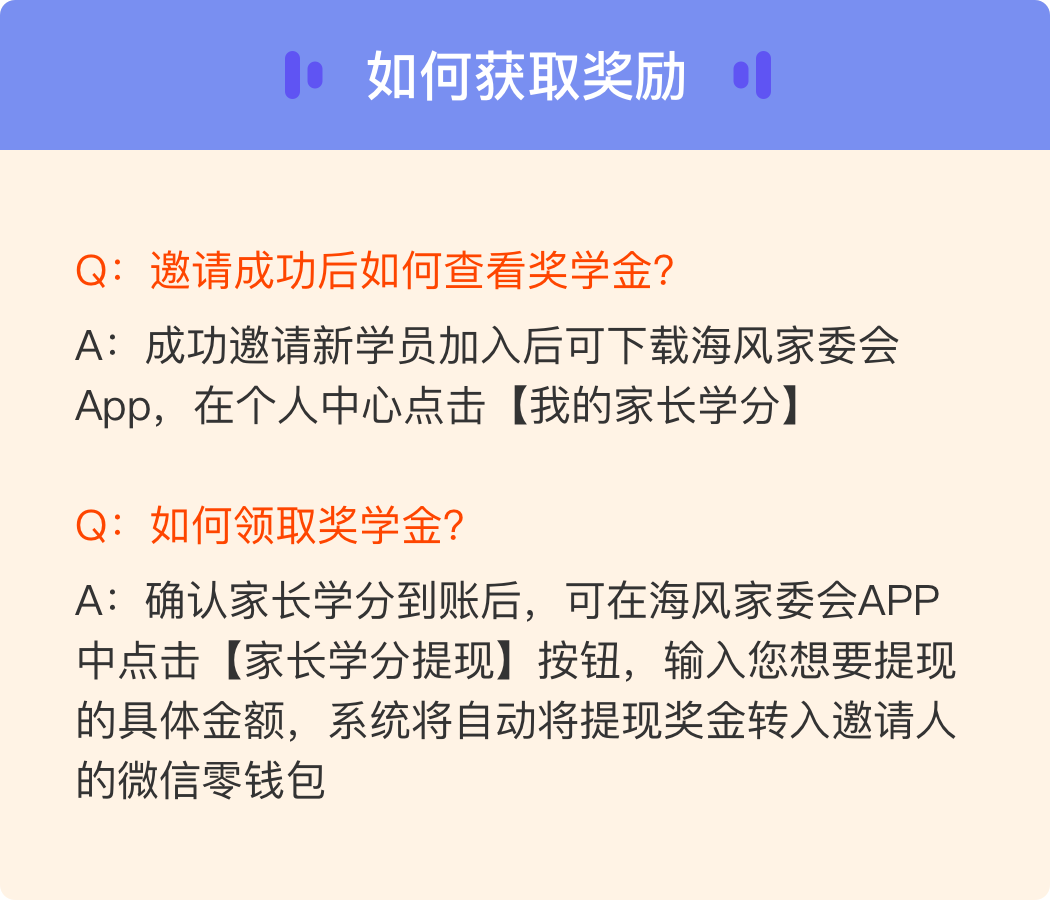 如何获取奖励
Q：邀请成功后如何查看奖学金？
A：成功邀请新学员加入后可下载海风家委会
App，在个人中心点击【我的家长学分】
Q：如何领取奖学金？
A：确认家长学分到账后，可在海风家委会APP
中点击【家长学分提现】按钮，输入您想要提现
的具体金额，系统将自动将提现奖金转入邀请人
的微信零钱包